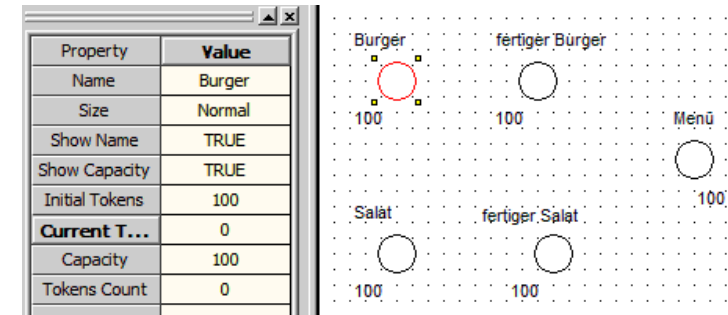 Property Value
Name Burger
Size Normal
Show Name TRUE
Show Capacity TRUE
Initial Tokens 100
Current T... 0
Capacity 100
Tokens Count 0
Burger fertiger Burger
100 100
Menü
100
Salat fertiger Salat
100 100